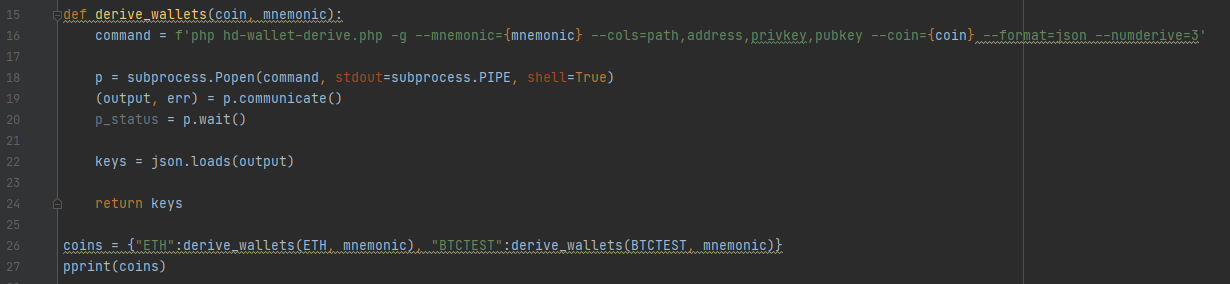 15 def derive_wallets(coin, mnemonic):
16     command = f'php hd-wallet-derive.php -g --mnemonic={mnemonic} --cols=path,address,privkey,pubkey --coin={coin} --format=json --numderive=3'
17
18     p = subprocess.Popen(command, stdout=subprocess.PIPE, shell=True)
19     (output, err) = p.communicate()
20     p_status = p.wait()
21
22     keys = json.loads(output)
23
24     return keys
25
26 coins = {"ETH":derive_wallets(ETH, mnemonic), "BTCTEST":derive_wallets(BTCTEST, mnemonic)}
27 pprint(coins)